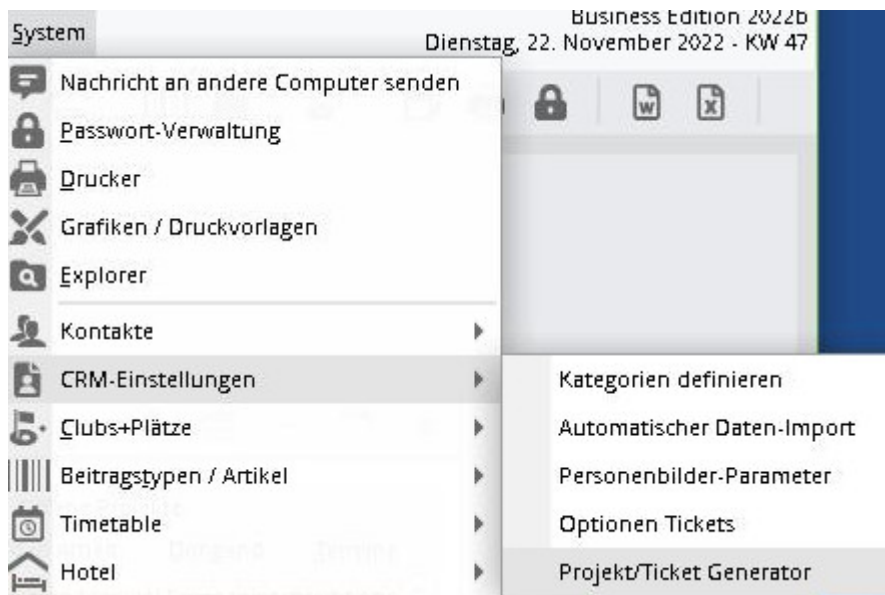 System
Business Edition 2022b
Dienstag, 22. November 2022 - KW 47
Nachricht an andere Computer senden
Passwort-Verwaltung
Drucker
Grafiken / Druckvorlagen
Explorer
Kontakte
CRM-Einstellungen
Kategorien definieren
Clubs+Plätze
Automatischer Daten-Import
Beitragstypen / Artikel
Personenbilder-Parameter
Timetable
Optionen Tickets
Hotel
Projekt/Ticket Generator